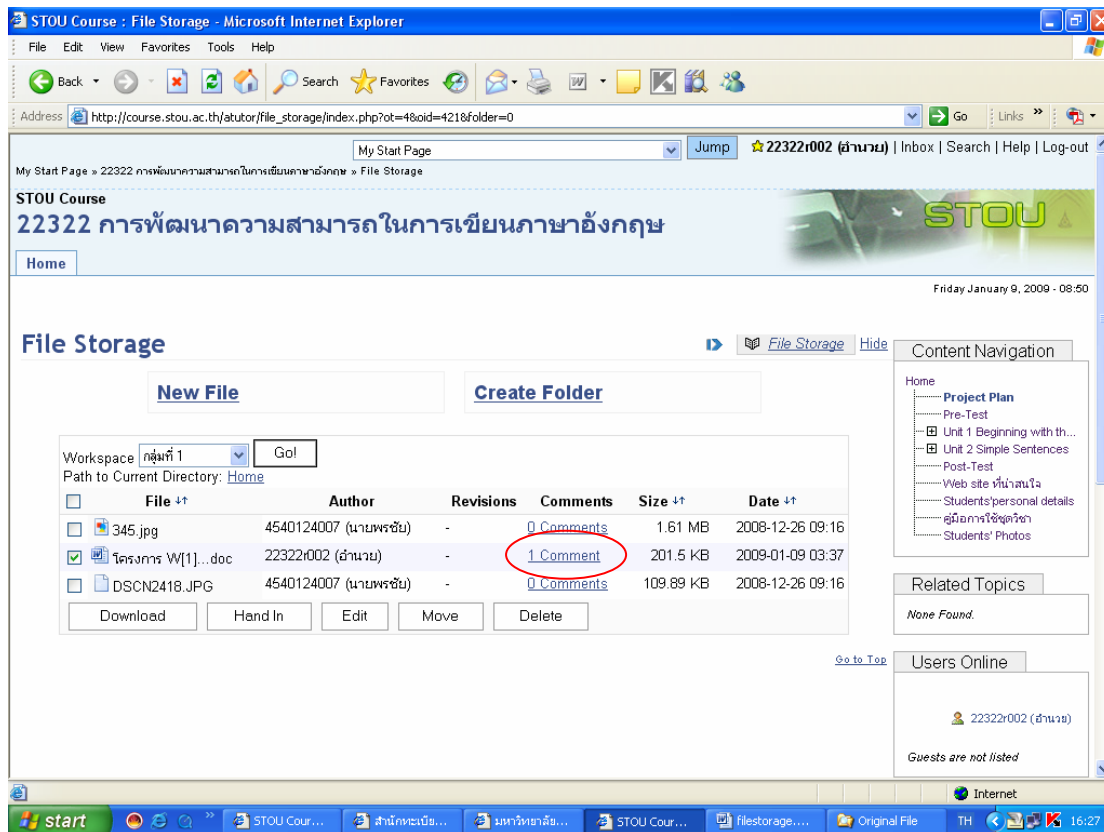 STOU Course : File Storage - Microsoft Internet Explorer
File Edit View Favorites Tools Help
Back Search Favorites
Address http://course.stou.ac.th/atutor/file_storage/index.php?ot=4&oid=421&folder=0 Go Links »
My Start Page Jump 22322r002 (อำนวย) | Inbox | Search | Help | Log-out
My Start Page » 22322 การพัฒนาความสามารถในการเขียนภาษาอังกฤษ » File Storage
STOU Course
22322 การพัฒนาความสามารถในการเขียนภาษาอังกฤษ
STOU
Home
Friday January 9, 2009 - 08:50
File Storage
File Storage Hide
New File Create Folder
Workspace กลุ่มที่ 1 Go!
Path to Current Directory: Home
File Author Revisions Comments Size Date
345.jpg 4540124007 (นายพรชัย) - 0 Comments 1.61 MB 2008-12-26 09:16
โครงการ W[1]...doc 22322r002 (อำนวย) - 1 Comment 201.5 KB 2009-01-09 03:37
DSCN2418.JPG 4540124007 (นายพรชัย) - 0 Comments 109.89 KB 2008-12-26 09:16
Download Hand In Edit Move Delete
Go to Top
Content Navigation
Home
Project Plan
Pre-Test
Unit 1 Beginning with th...
Unit 2 Simple Sentences
Post-Test
Web site ที่น่าสนใจ
Students'personal details
คู่มือการใช้ชุดวิชา
Students' Photos
Related Topics
None Found.
Users Online
22322r002 (อำนวย)
Guests are not listed
Internet
start » STOU Cour... สำนักทะเบีย... มหาวิทยาลัย... STOU Cour... filestorage.... Original File TH 16:27